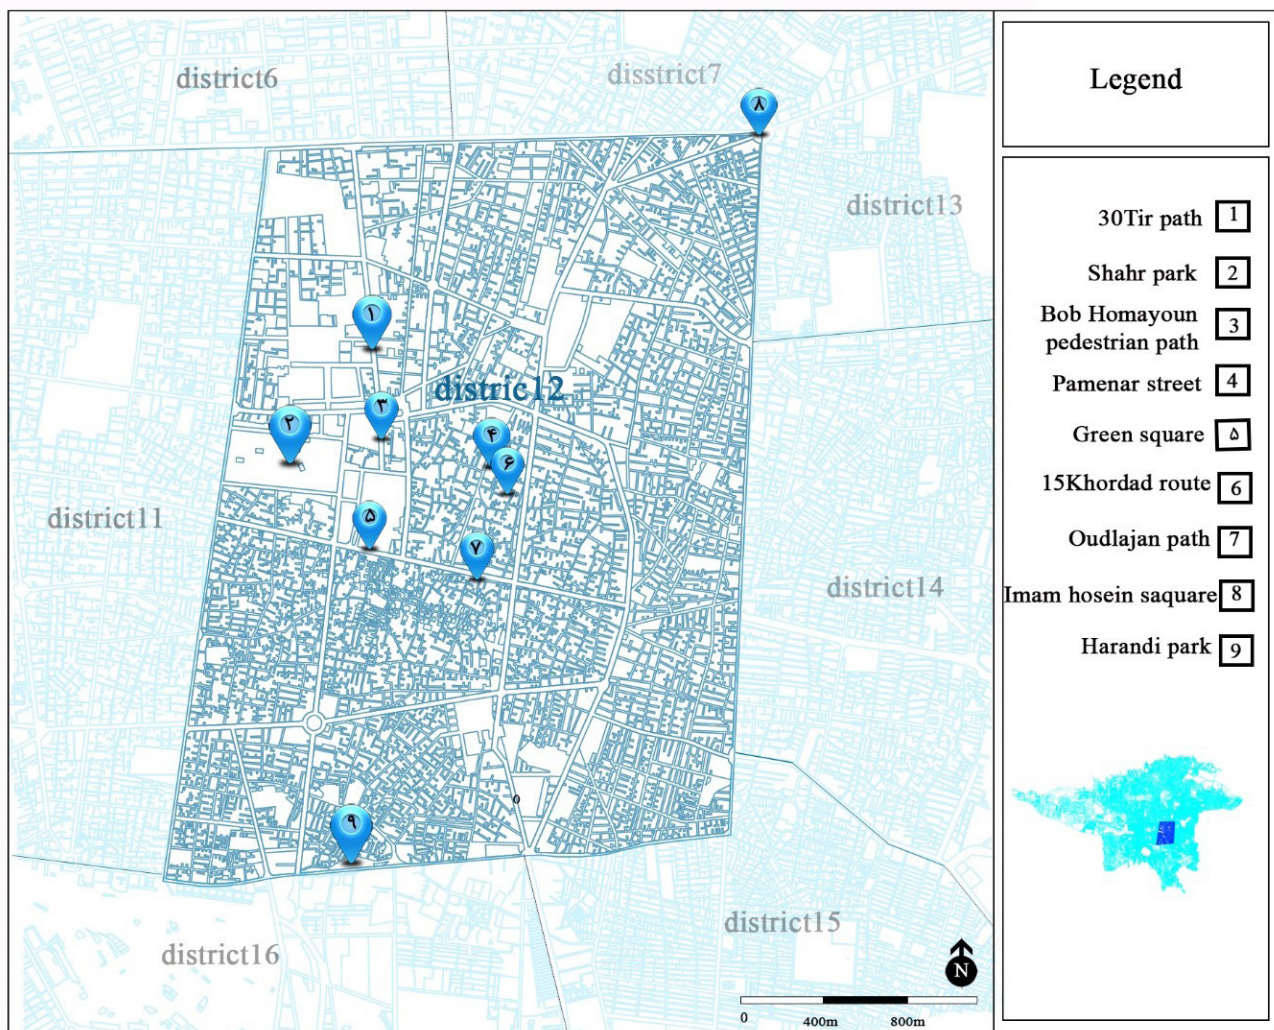 district6
disstrict7
۸
district13
۱
distric12
۳
۲
۴
۶
district11
۵
۷
district14
۹
0
district15
district16
N
0
400m
800m
Legend
30Tir path 1
Shahr park 2
Bob Homayoun
pedestrian path 3
Pamenar street 4
Green square ۵
15Khordad route 6
Oudlajan path 7
Imam hosein saquare 8
Harandi park 9